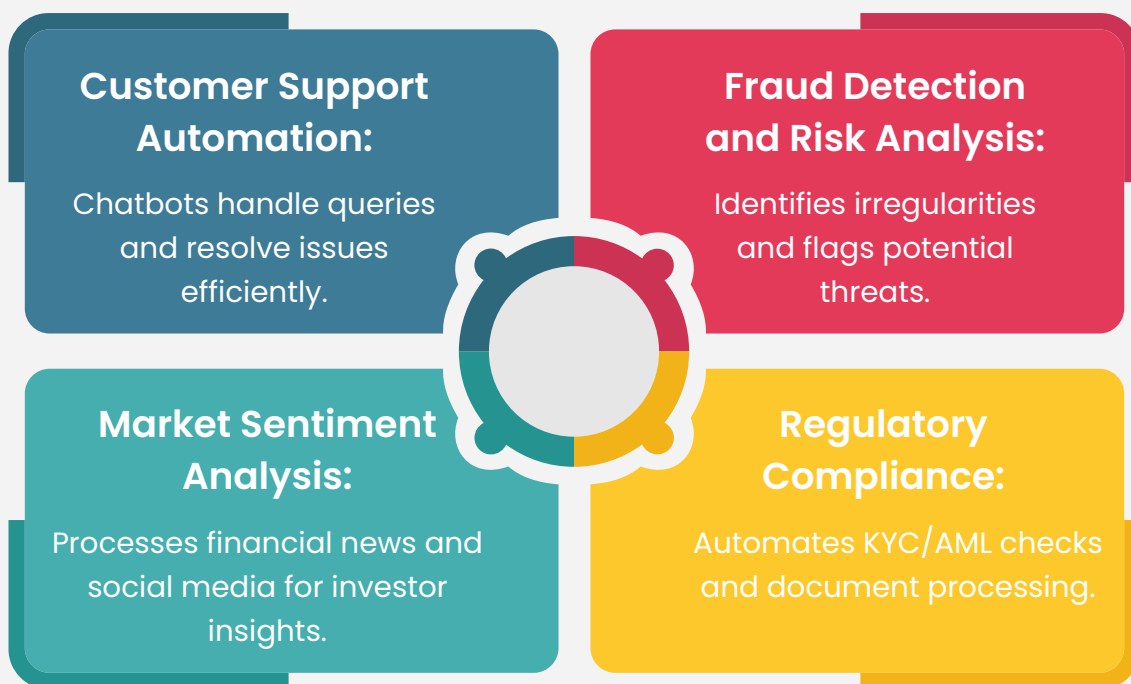 Customer Support
Automation:
Chatbots handle queries
and resolve issues
efficiently.
Fraud Detection
and Risk Analysis:
Identifies irregularities
and flags potential
threats.
Market Sentiment
Analysis:
Processes financial news and
social media for investor
insights.
Regulatory
Compliance:
Automates KYC/AML checks
and document processing.